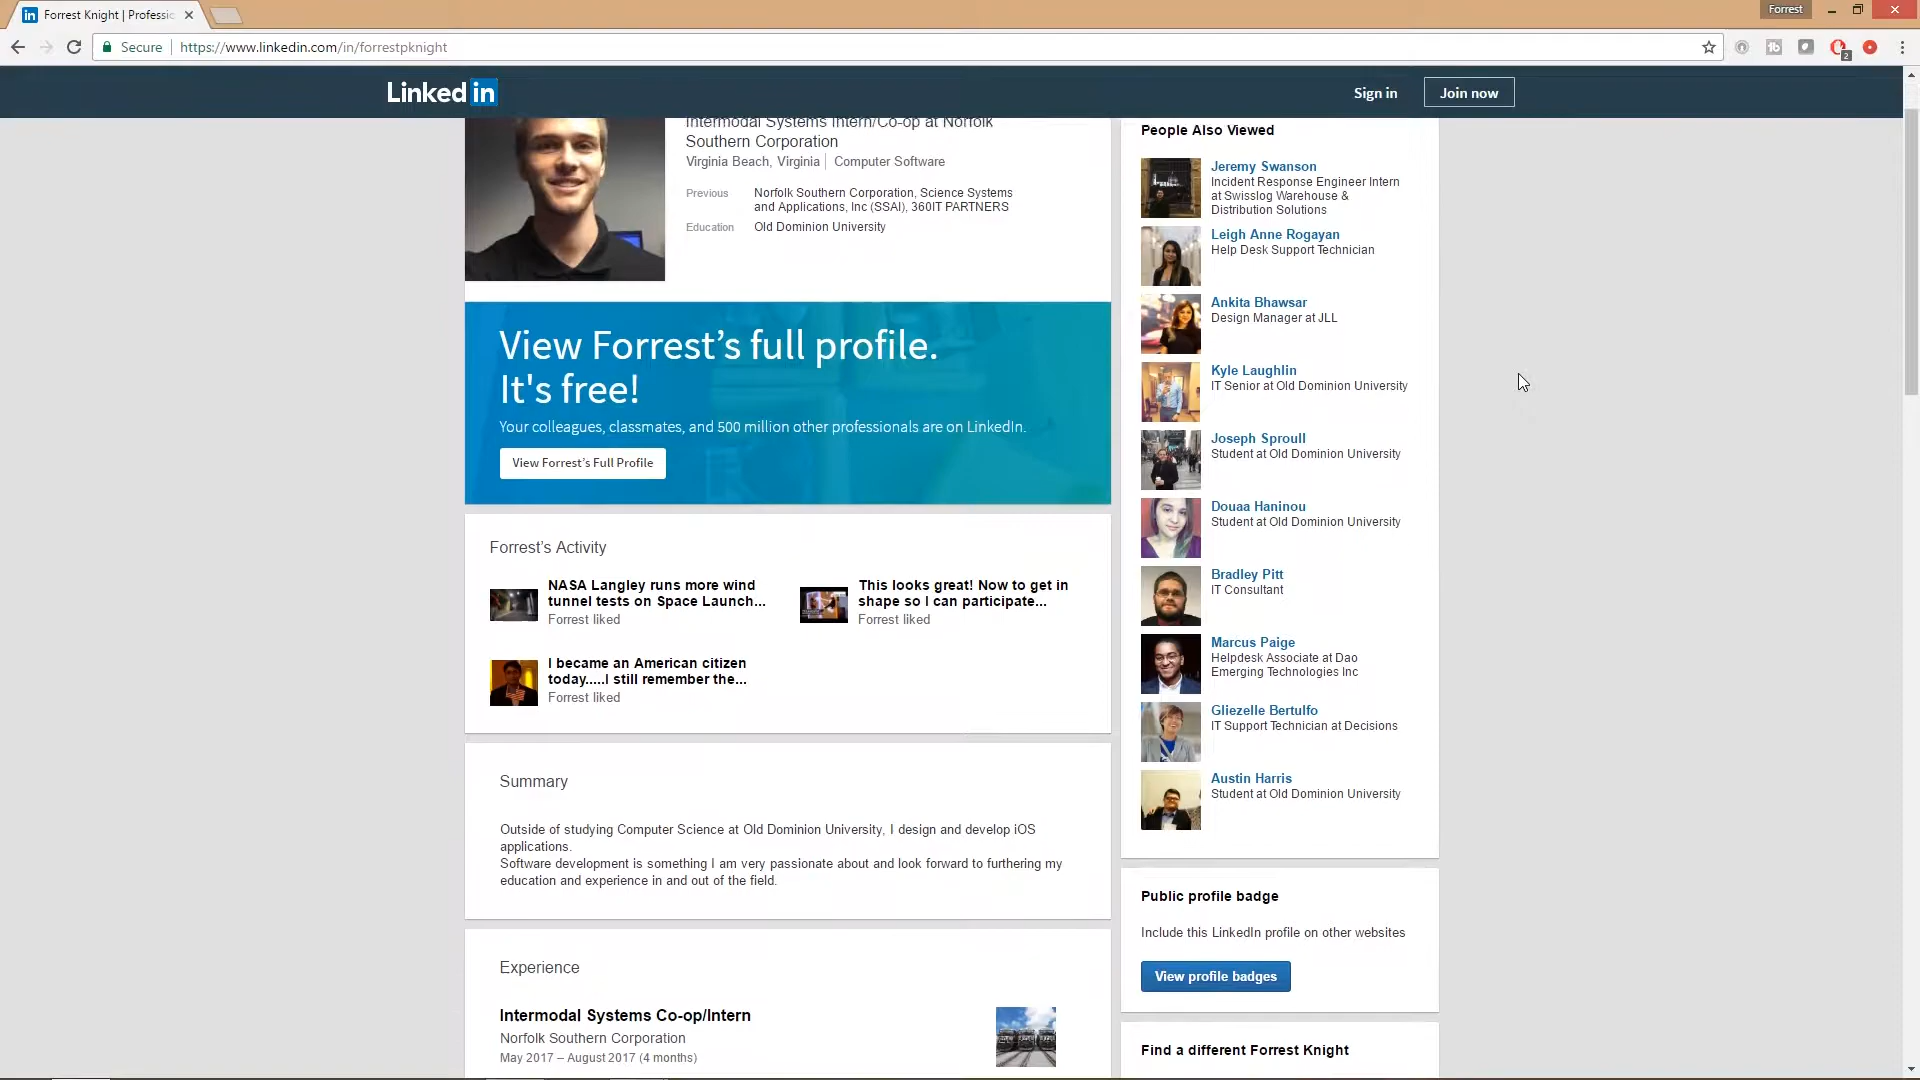 Forrest Knight | Professio
Forrest
Secure
https://www.linkedin.com/in/forrestpknight
2
Linked in
Sign in
Join now
Intermodal Systems Intern/Co-op at Norfolk
Southern Corporation
Virginia Beach, Virginia | Computer Software
Previous
Norfolk Southern Corporation, Science Systems
and Applications, Inc (SSAI), 360IT PARTNERS
Education
Old Dominion University
View Forrest’s full profile.
It's free!
Your colleagues, classmates, and 500 million other professionals are on LinkedIn.
View Forrest’s Full Profile
Forrest’s Activity
NASA Langley runs more wind
tunnel tests on Space Launch...
Forrest liked
This looks great! Now to get in
shape so I can participate...
Forrest liked
I became an American citizen
today.....I still remember the...
Forrest liked
Summary
Outside of studying Computer Science at Old Dominion University, I design and develop iOS
applications.
Software development is something I am very passionate about and look forward to furthering my
education and experience in and out of the field.
Experience
Intermodal Systems Co-op/Intern
Norfolk Southern Corporation
May 2017 – August 2017 (4 months)
People Also Viewed
Jeremy Swanson
Incident Response Engineer Intern
at Swisslog Warehouse &
Distribution Solutions
Leigh Anne Rogayan
Help Desk Support Technician
Ankita Bhawsar
Design Manager at JLL
Kyle Laughlin
IT Senior at Old Dominion University
Joseph Sproull
Student at Old Dominion University
Douaa Haninou
Student at Old Dominion University
Bradley Pitt
IT Consultant
Marcus Paige
Helpdesk Associate at Dao
Emerging Technologies Inc
Gliezelle Bertulfo
IT Support Technician at Decisions
Austin Harris
Student at Old Dominion University
Public profile badge
Include this LinkedIn profile on other websites
View profile badges
Find a different Forrest Knight